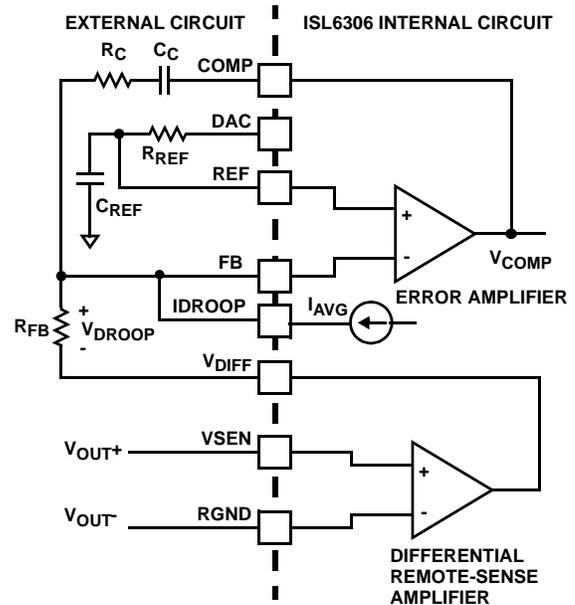 EXTERNAL CIRCUIT
ISL6306 INTERNAL CIRCUIT
RC
CC
COMP
DAC
RREF
REF
CREF
+
-
VCOMP
FB
ERROR AMPLIFIER
IDROOP
IAVG
RFB
+
VDROOP
-
VDIFF
VOUT+
VSEN
+
VOUT-
RGND
-
DIFFERENTIAL
REMOTE-SENSE
AMPLIFIER